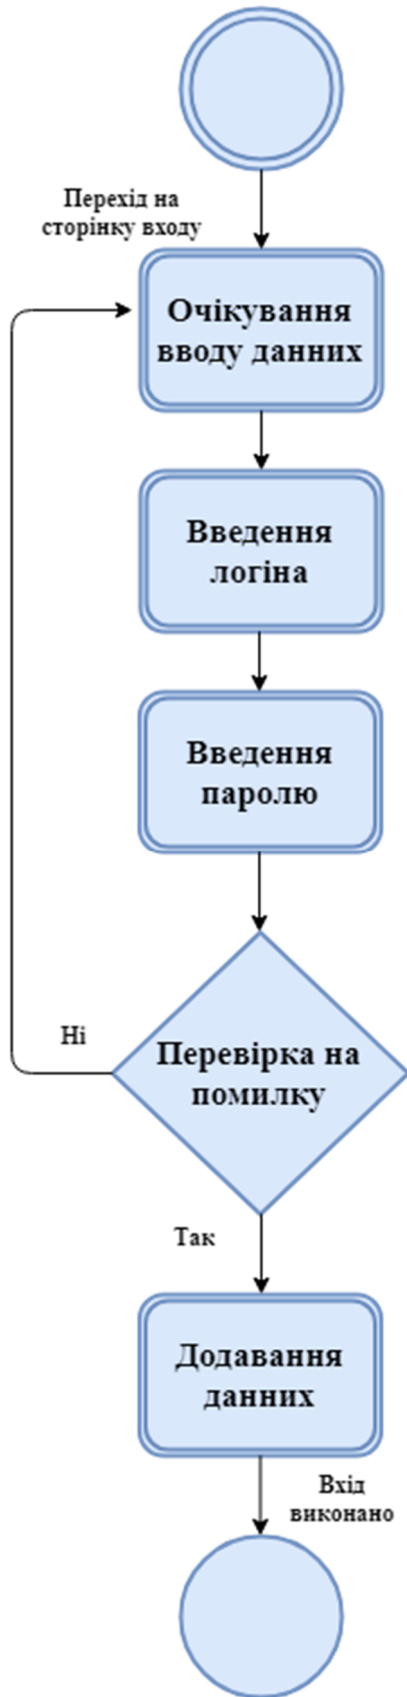 Перехід на
сторінку входу
Очікування
вводу данних
Введення
логіна
Введення
паролю
Перевірка на
помилку
Ні
Так
Додавання
данних
Вхід
виконано